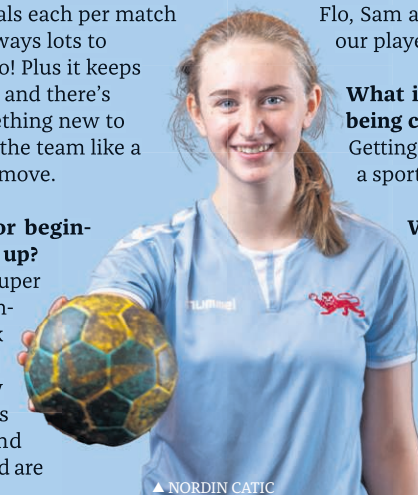 als each per match
ways lots to
o! Plus it keeps
and there's
ething new to
the team like a
move.
or begin-
up?
uper
n-
k
s
nd
d are
Flo, Sam a
our playe
What i
being c
Getting
a sport
hummel
▲ NORDIN CATIC